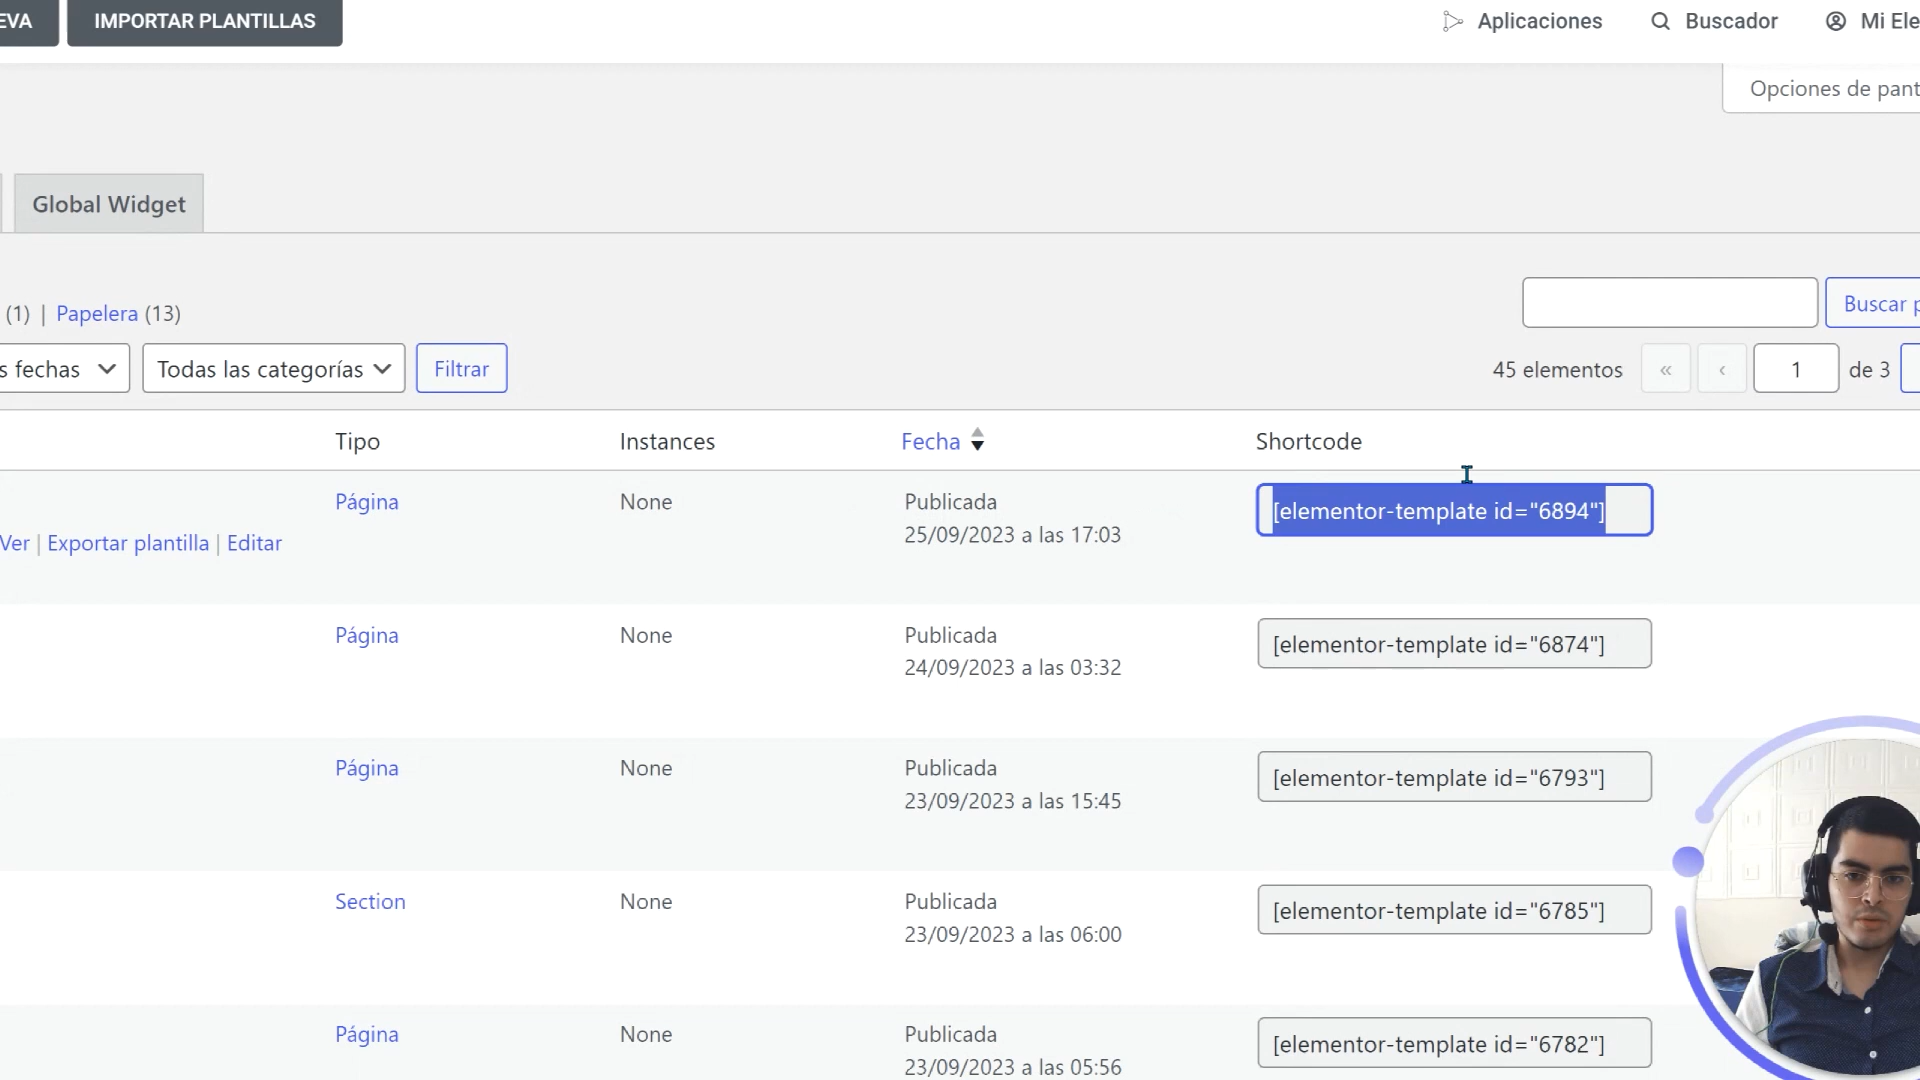 EVA IMPORTAR PLANTILLAS Aplicaciones Buscador Mi Ele
Opciones de pant
Global Widget
(1) | Papelera (13)
Buscar p
s fechas Todas las categorías Filtrar 45 elementos « ‹ 1 de 3
Tipo Instances Fecha Shortcode
Página None Publicada [elementor-template id="6894"]
25/09/2023 a las 17:03
Ver | Exportar plantilla | Editar
Página None Publicada [elementor-template id="6874"]
24/09/2023 a las 03:32
Página None Publicada [elementor-template id="6793"]
23/09/2023 a las 15:45
Section None Publicada [elementor-template id="6785"]
23/09/2023 a las 06:00
Página None Publicada [elementor-template id="6782"]
23/09/2023 a las 05:56